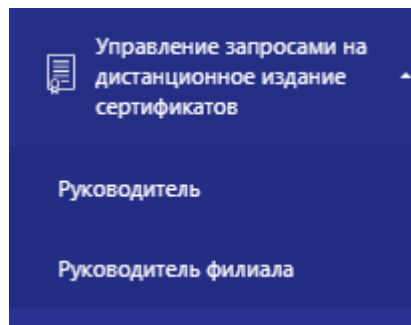 Управление запросами на
дистанционное издание
сертификатов
Руководитель
Руководитель филиала